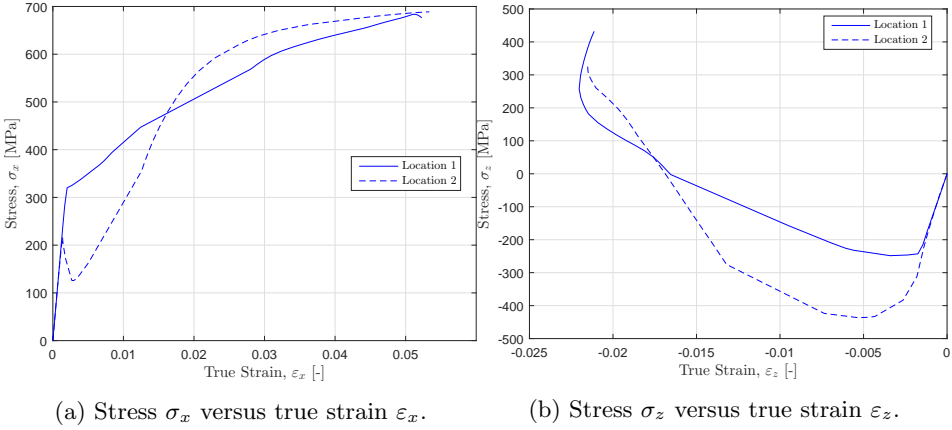 700
600
500
400
300
200
100
0
Stress, σx [MPa]
0 0.01 0.02 0.03 0.04 0.05
True Strain, εx [-]
Location 1
Location 2
(a) Stress σx versus true strain εx.
400
300
200
100
0
-100
-200
-300
-400
-500
Stress, σz [MPa]
-0.025 -0.02 -0.015 -0.01 -0.005 0
True Strain, εz [-]
Location 1
Location 2
(b) Stress σz versus true strain εz.